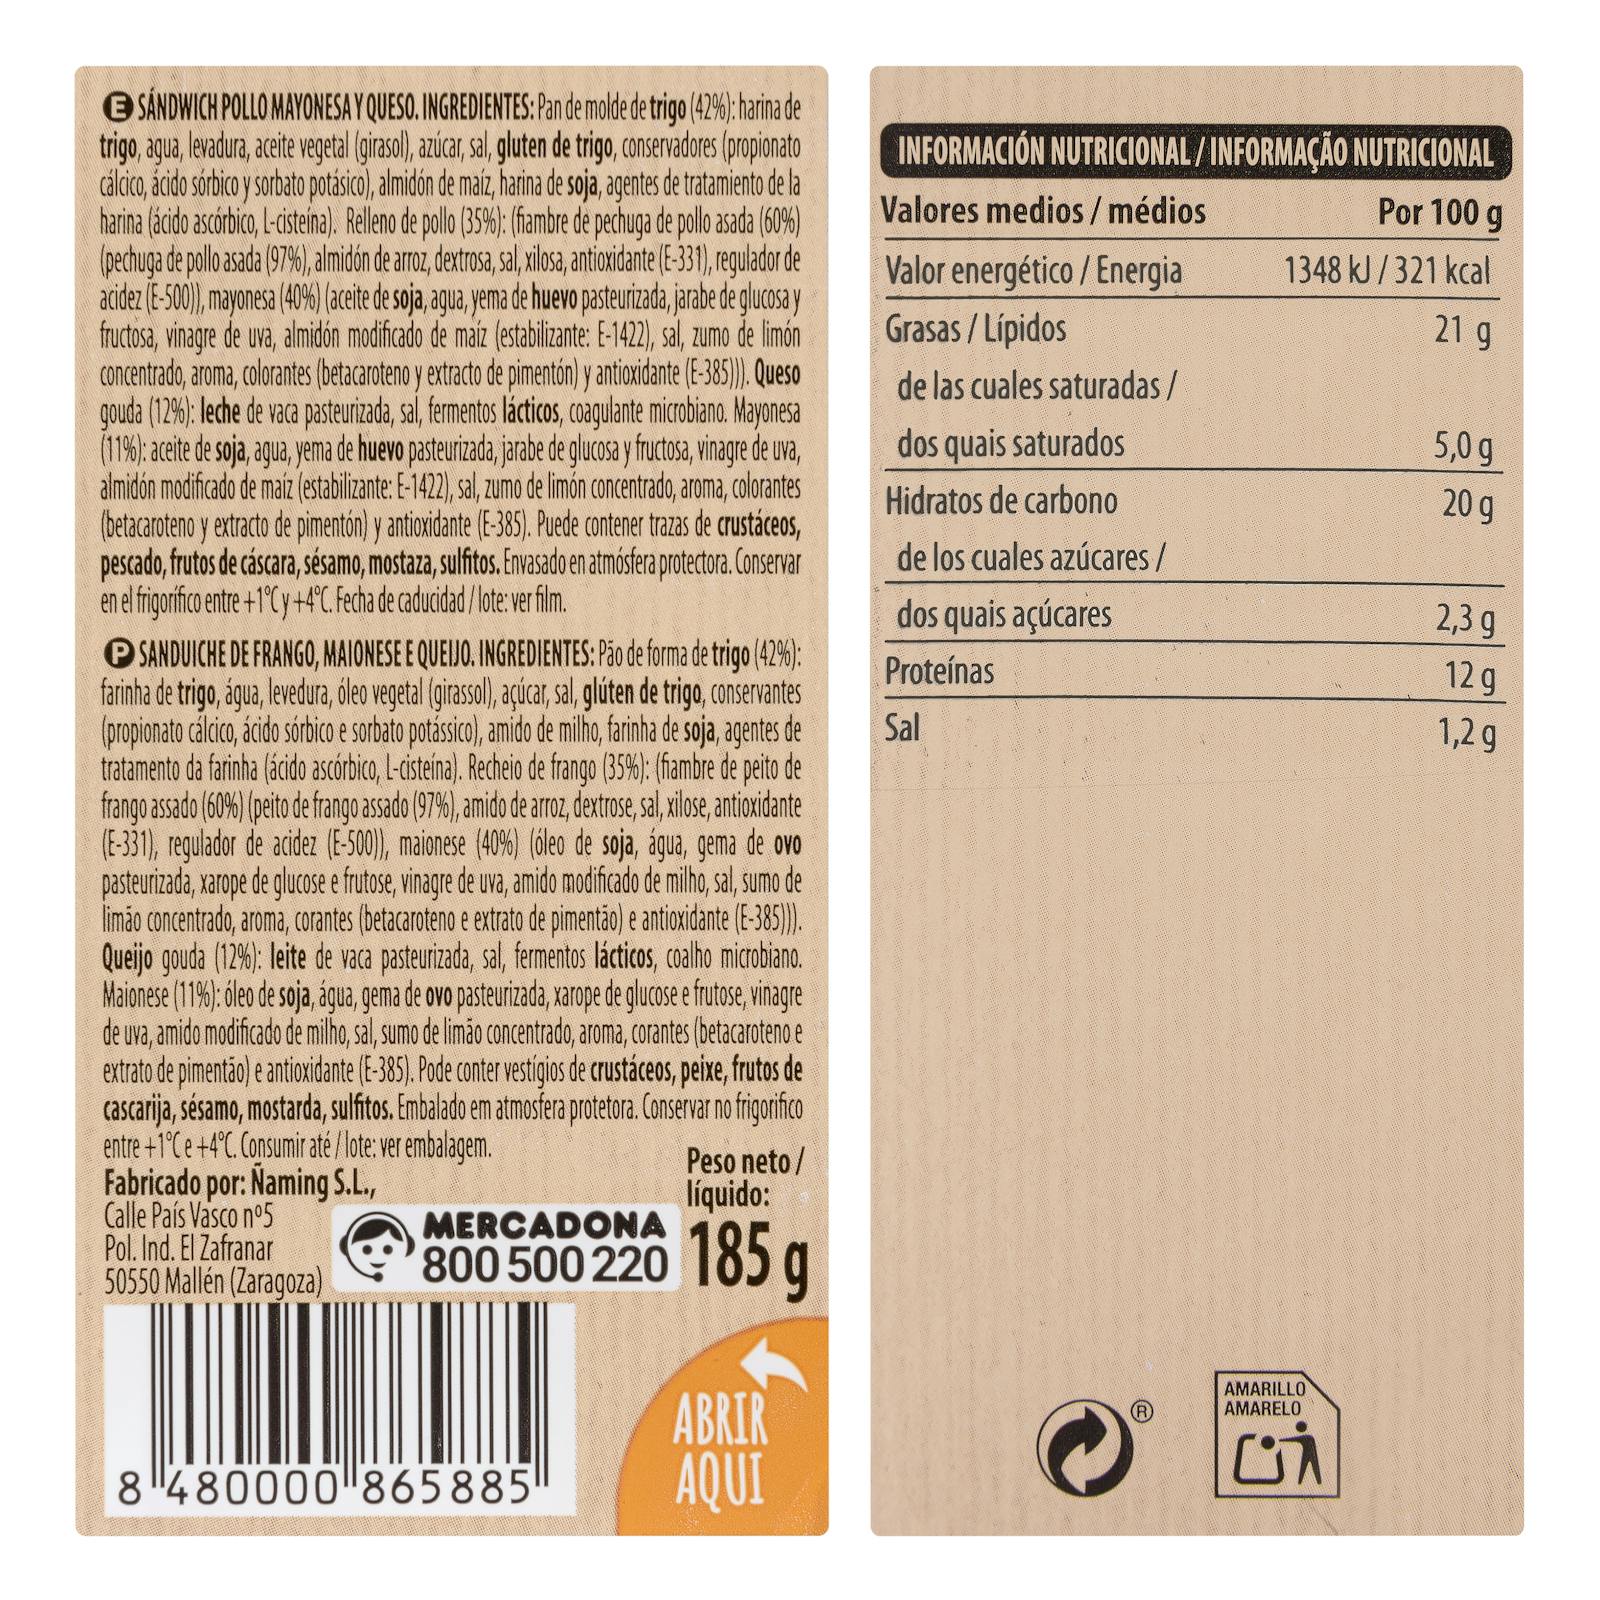 E SÁNDWICH POLLO MAYONESA Y QUESO. INGREDIENTES: Pan de molde de trigo (42%): harina de
trigo, agua, levadura, aceite vegetal (girasol), azúcar, sal, gluten de trigo, conservadores (propionato
cálcico, ácido sórbico y sorbato potásico), almidón de maíz, harina de soja, agentes de tratamiento de la
harina (ácido ascórbico, L-cisteína). Relleno de pollo (35%): (fiambre de pechuga de pollo asada (60%)
(pechuga de pollo asada (97%), almidón de arroz, dextrosa, sal, xilosa, antioxidante (E-331), regulador de
acidez (E-500)), mayonesa (40%) (aceite de soja, agua, yema de huevo pasteurizada, jarabe de glucosa y
fructosa, vinagre de uva, almidón modificado de maíz (estabilizante: E-1422), sal, zumo de limón
concentrado, aroma, colorantes (betacaroteno y extracto de pimentón) y antioxidante (E-385))). Queso
gouda (12%): leche de vaca pasteurizada, sal, fermentos lácticos, coagulante microbiano. Mayonesa
(11%): aceite de soja, agua, yema de huevo pasteurizada, jarabe de glucosa y fructosa, vinagre de uva,
almidón modificado de maíz (estabilizante: E-1422), sal, zumo de limón concentrado, aroma, colorantes
(betacaroteno y extracto de pimentón) y antioxidante (E-385). Puede contener trazas de crustáceos,
pescado, frutos de cáscara, sésamo, mostaza, sulfitos. Envasado en atmósfera protectora. Conservar
en el frigorífico entre +1°C y +4°C. Fecha de caducidad / lote: ver film.
P SANDUICHE DE FRANGO, MAIONESE E QUEIJO. INGREDIENTES: Pão de forma de trigo (42%):
farinha de trigo, água, levedura, óleo vegetal (girassol), açúcar, sal, glúten de trigo, conservantes
(propionato cálcico, ácido sórbico e sorbato potássico), amido de milho, farinha de soja, agentes de
tratamento da farinha (ácido ascórbico, L-cisteína). Recheio de frango (35%): (fiambre de peito de
frango assado (60%) (peito de frango assado (97%), amido de arroz, dextrose, sal, xilose, antioxidante
(E-331), regulador de acidez (E-500)), maionese (40%) (óleo de soja, água, gema de ovo
pasteurizada, xarope de glucose e frutose, vinagre de uva, amido modificado de milho, sal, sumo de
limão concentrado, aroma, corantes (betacaroteno e extrato de pimentão) e antioxidante (E-385))).
Queijo gouda (12%): leite de vaca pasteurizada, sal, fermentos lácticos, coalho microbiano.
Maionese (11%): óleo de soja, água, gema de ovo pasteurizada, xarope de glucose e frutose, vinagre
de uva, amido modificado de milho, sal, sumo de limão concentrado, aroma, corantes (betacaroteno e
extrato de pimentão) e antioxidante (E-385). Pode conter vestígios de crustáceos, peixe, frutos de
cascarija, sésamo, mostarda, sulfitos. Embalado em atmosfera protetora. Conservar no frigorífico
entre +1°C e +4°C. Consumir até / lote: ver embalagem.
Fabricado por: Ñaming S.L.,
Calle País Vasco nº5
Pol. Ind. El Zafranar
50550 Mallén (Zaragoza)
MERCADONA
800 500 220
Peso neto /
líquido:
185 g
8 480000 865885
ABRIR
AQUI
INFORMACIÓN NUTRICIONAL / INFORMAÇÃO NUTRICIONAL
Valores medios / médios Por 100 g
Valor energético / Energia 1348 kJ / 321 kcal
Grasas / Lípidos 21 g
de las cuales saturadas /
dos quais saturados 5,0 g
Hidratos de carbono 20 g
de los cuales azúcares /
dos quais açúcares 2,3 g
Proteínas 12 g
Sal 1,2 g
®
AMARILLO
AMARELO